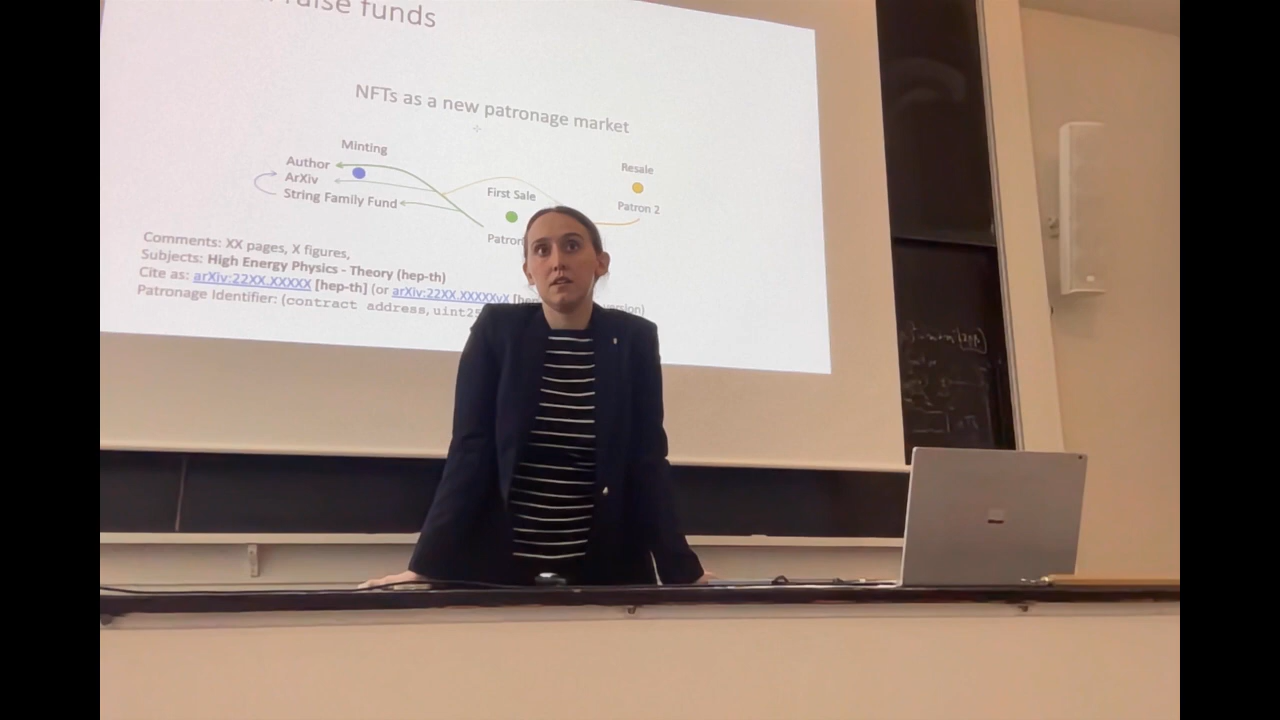 raise funds
NFTs as a new patronage market
Minting
Author
ArXiv
String Family Fund
First Sale
Patron
Resale
Patron 2
Comments: XX pages, X figures,
Subjects: High Energy Physics - Theory (hep-th)
Cite as: arXiv:22XX.XXXXX [hep-th] (or arXiv:22XX.XXXXXvX
Patronage Identifier: (contract address,